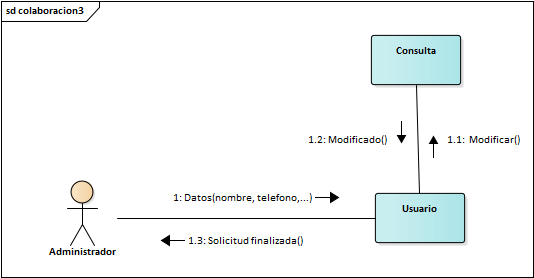 sd colaboracion3
Consulta
1.2: Modificado()
1.1: Modificar()
1: Datos(nombre, telefono,...)
Usuario
1.3: Solicitud finalizada()
Administrador